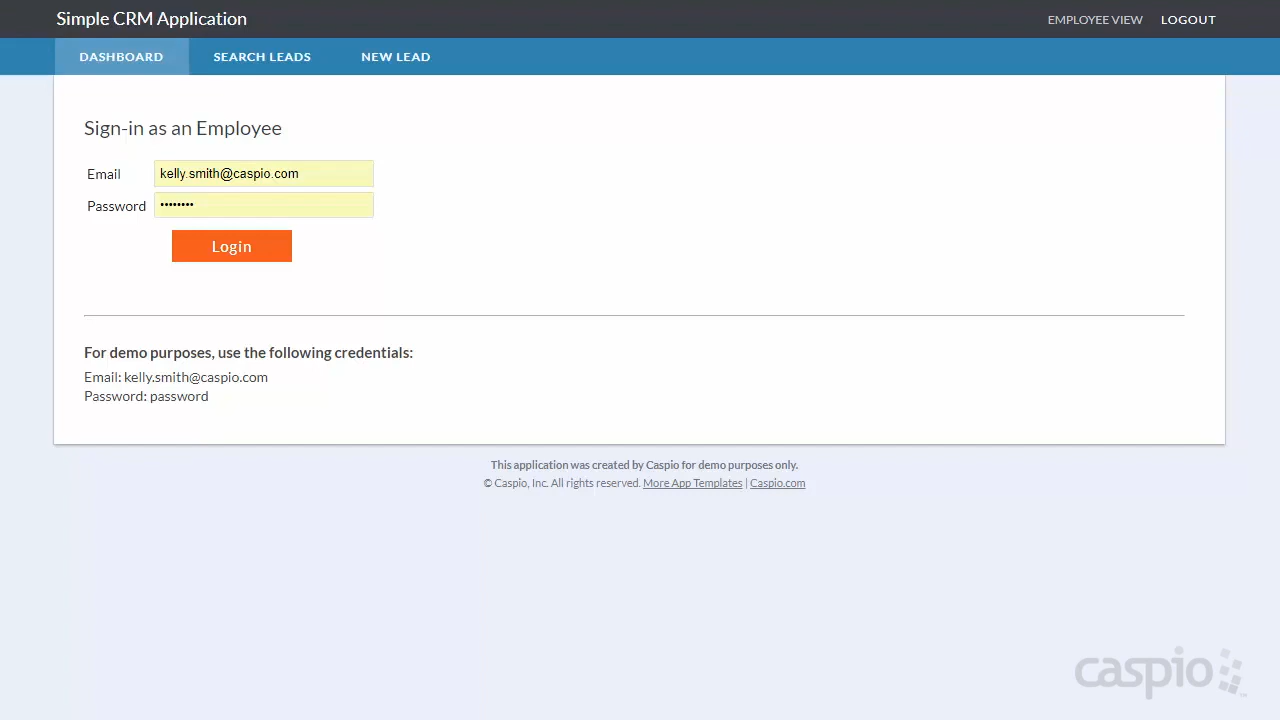 Simple CRM Application
EMPLOYEE VIEW LOGOUT
DASHBOARD SEARCH LEADS NEW LEAD
Sign-in as an Employee
Email kelly.smith@caspio.com
Password ••••••••
Login
For demo purposes, use the following credentials:
Email: kelly.smith@caspio.com
Password: password
This application was created by Caspio for demo purposes only.
© Caspio, Inc. All rights reserved. More App Templates | Caspio.com
caspio